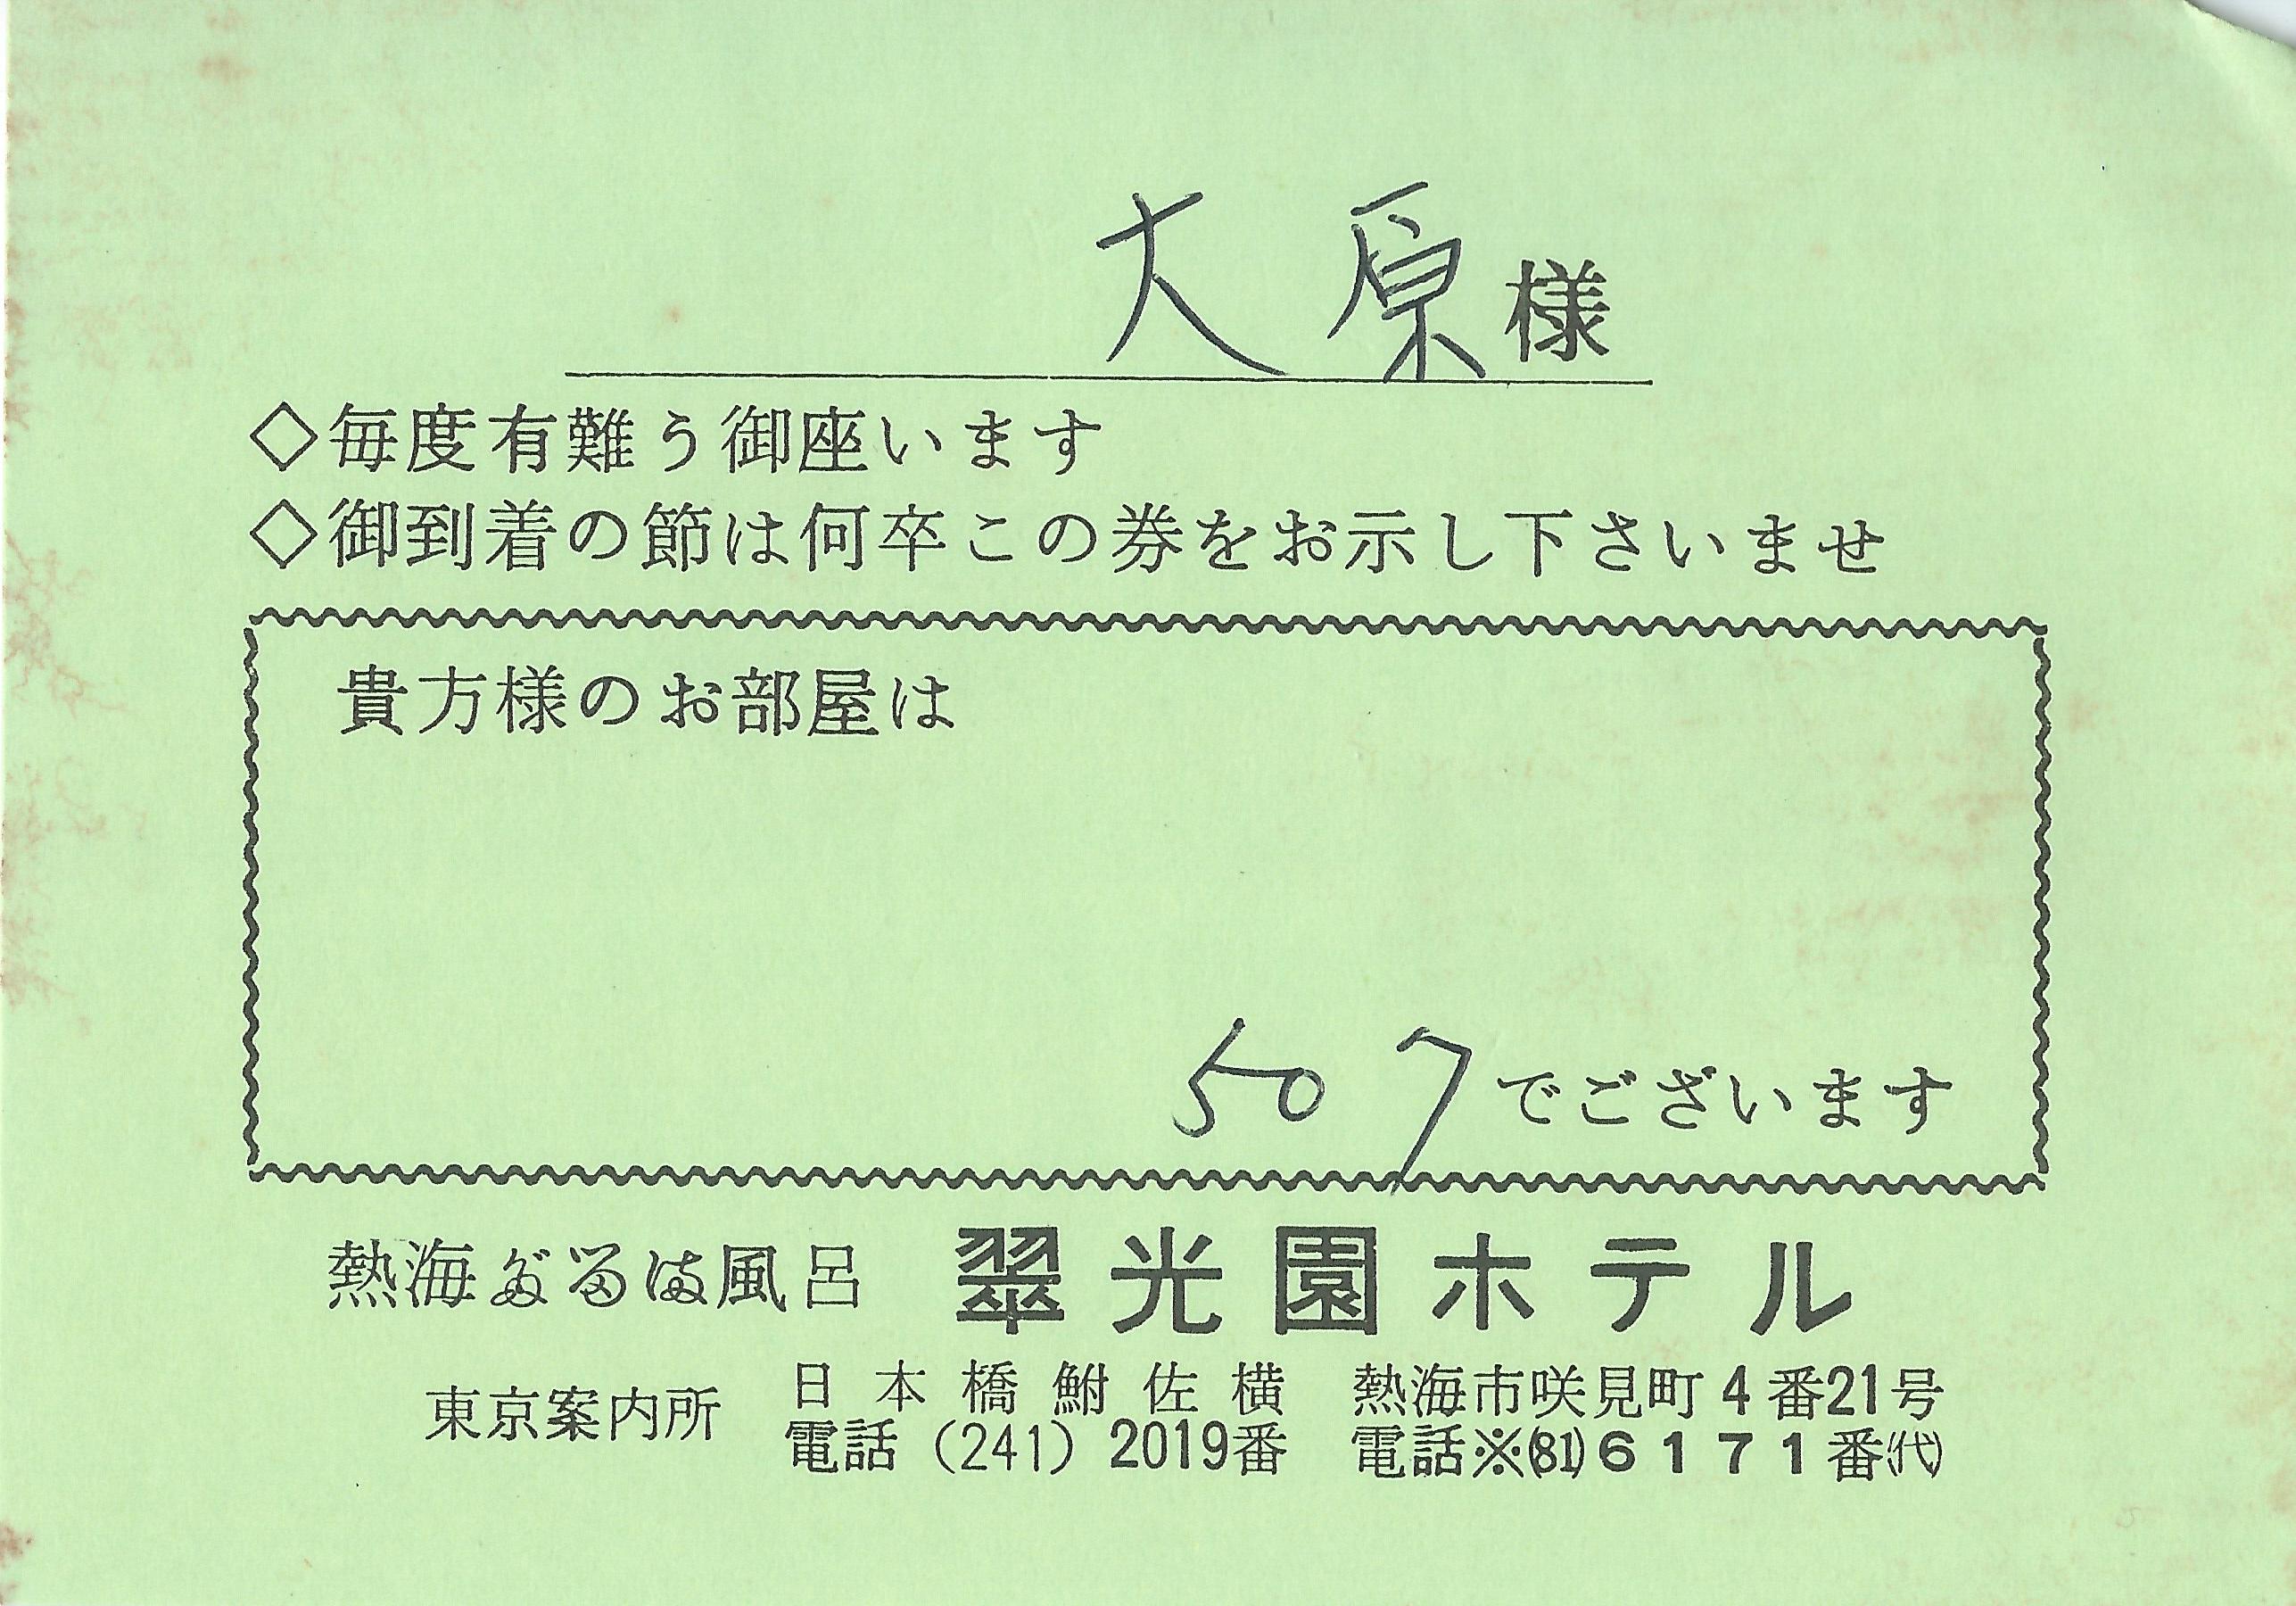 大原様
◇毎度有難う御座います
◇御到着の節は何卒この券をお示し下さいませ
貴方様のお部屋は
507でございます
熱海だるま風呂 翠光園ホテル
東京案内所
日本橋鮒佐横
電話（241）2019番
熱海市咲見町4番21号
電話※(81)6171番(代)